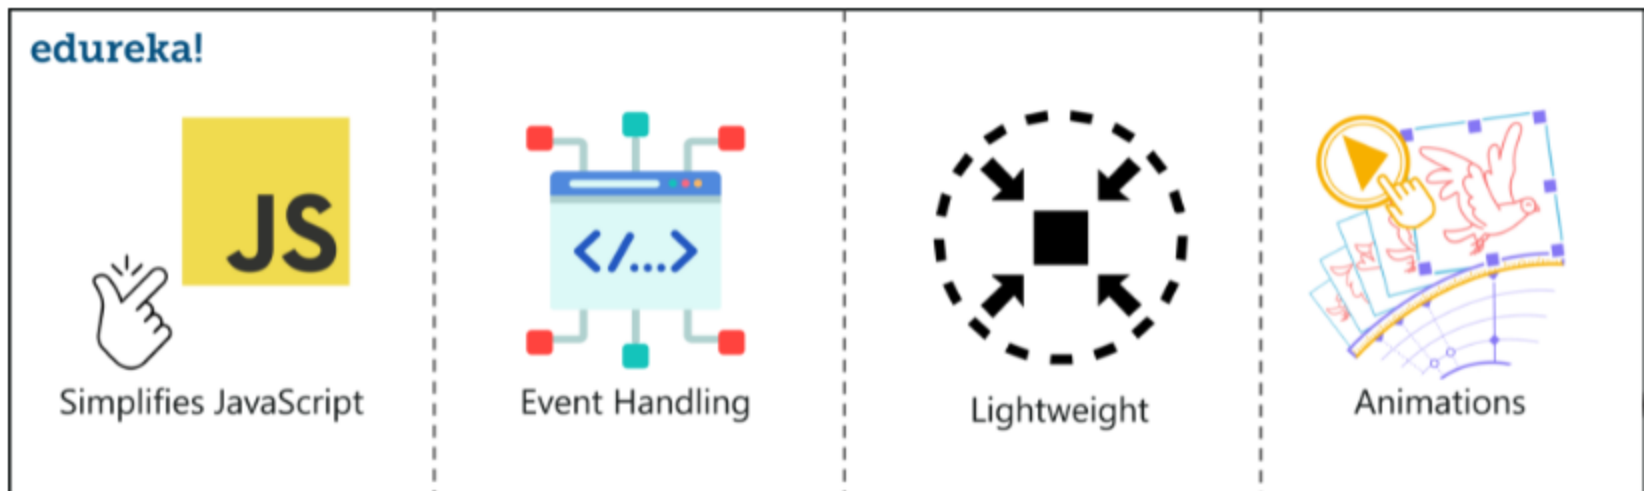 edureka!
JS
</...>
Simplifies JavaScript
Event Handling
Lightweight
Animations